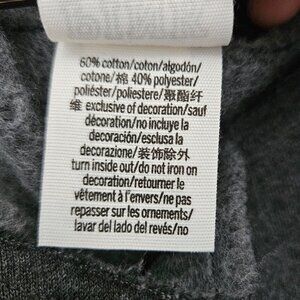 60% cotton/coton/algodón/
cotone/棉 40% polyester/
poliéster/poliestere/聚酯纤
维 exclusive of decoration/sauf
décoration/no incluye la
decoración/esclusa la
decorazione/装饰除外
turn inside out/do not iron on
decoration/retourner le
vêtement à l'envers/ne pas
repasser sur les ornements/
lavar del lado del revés/no